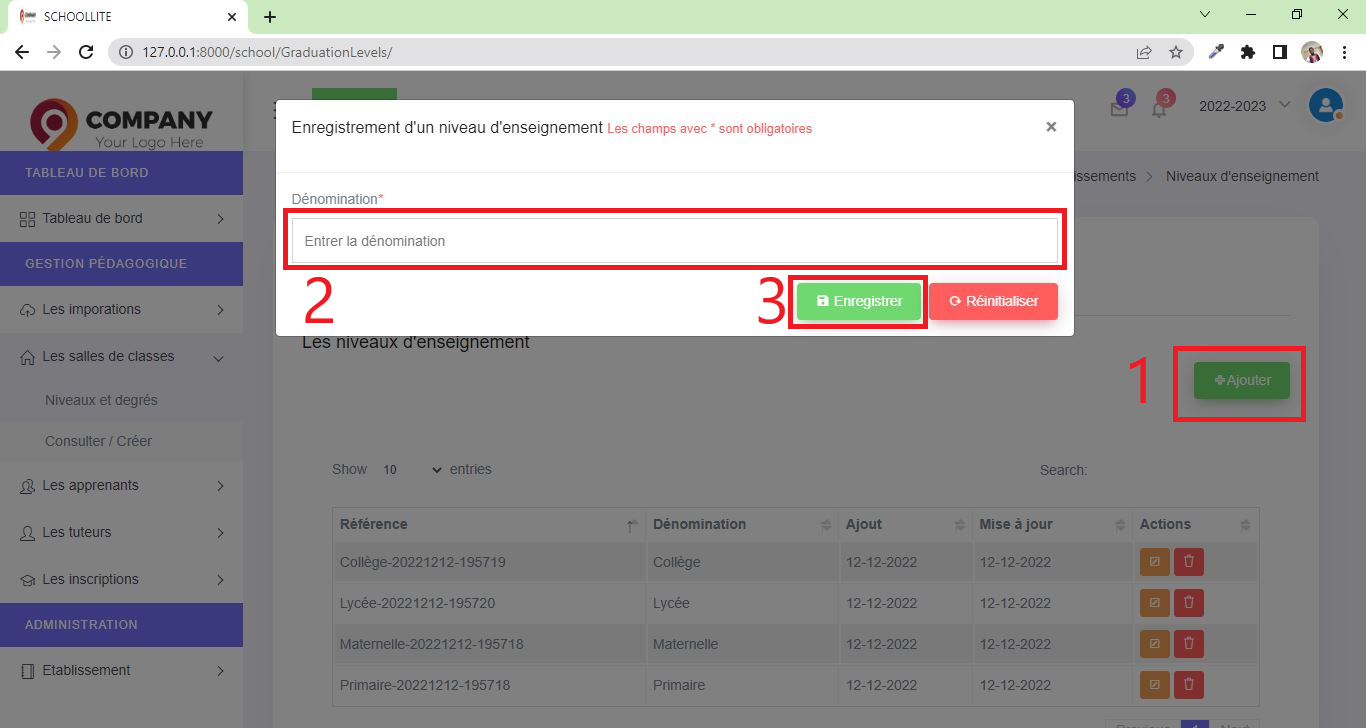 SCHOOLLITE
127.0.0.1:8000/school/GraduationLevels/
COMPANY
Your Logo Here
3
3
2022-2023
Enregistrement d'un niveau d'enseignement Les champs avec * sont obligatoires
×
TABLEAU DE BORD
issements > Niveaux d'enseignement
Dénomination*
Tableau de bord
Entrer la dénomination
GESTION PÉDAGOGIQUE
2
3
Enregistrer
Réinitialiser
Les imporations
Les niveaux d'enseignement
Les salles de classes
1
Ajouter
Niveaux et degrés
Consulter / Créer
Show 10 entries
Search:
Les apprenants
Les tuteurs
Les inscriptions
ADMINISTRATION
Etablissement
Référence Dénomination Ajout Mise à jour Actions
Collège-20221212-195719 Collège 12-12-2022 12-12-2022
Lycée-20221212-195720 Lycée 12-12-2022 12-12-2022
Maternelle-20221212-195718 Maternelle 12-12-2022 12-12-2022
Primaire-20221212-195718 Primaire 12-12-2022 12-12-2022
Previous 1 Next